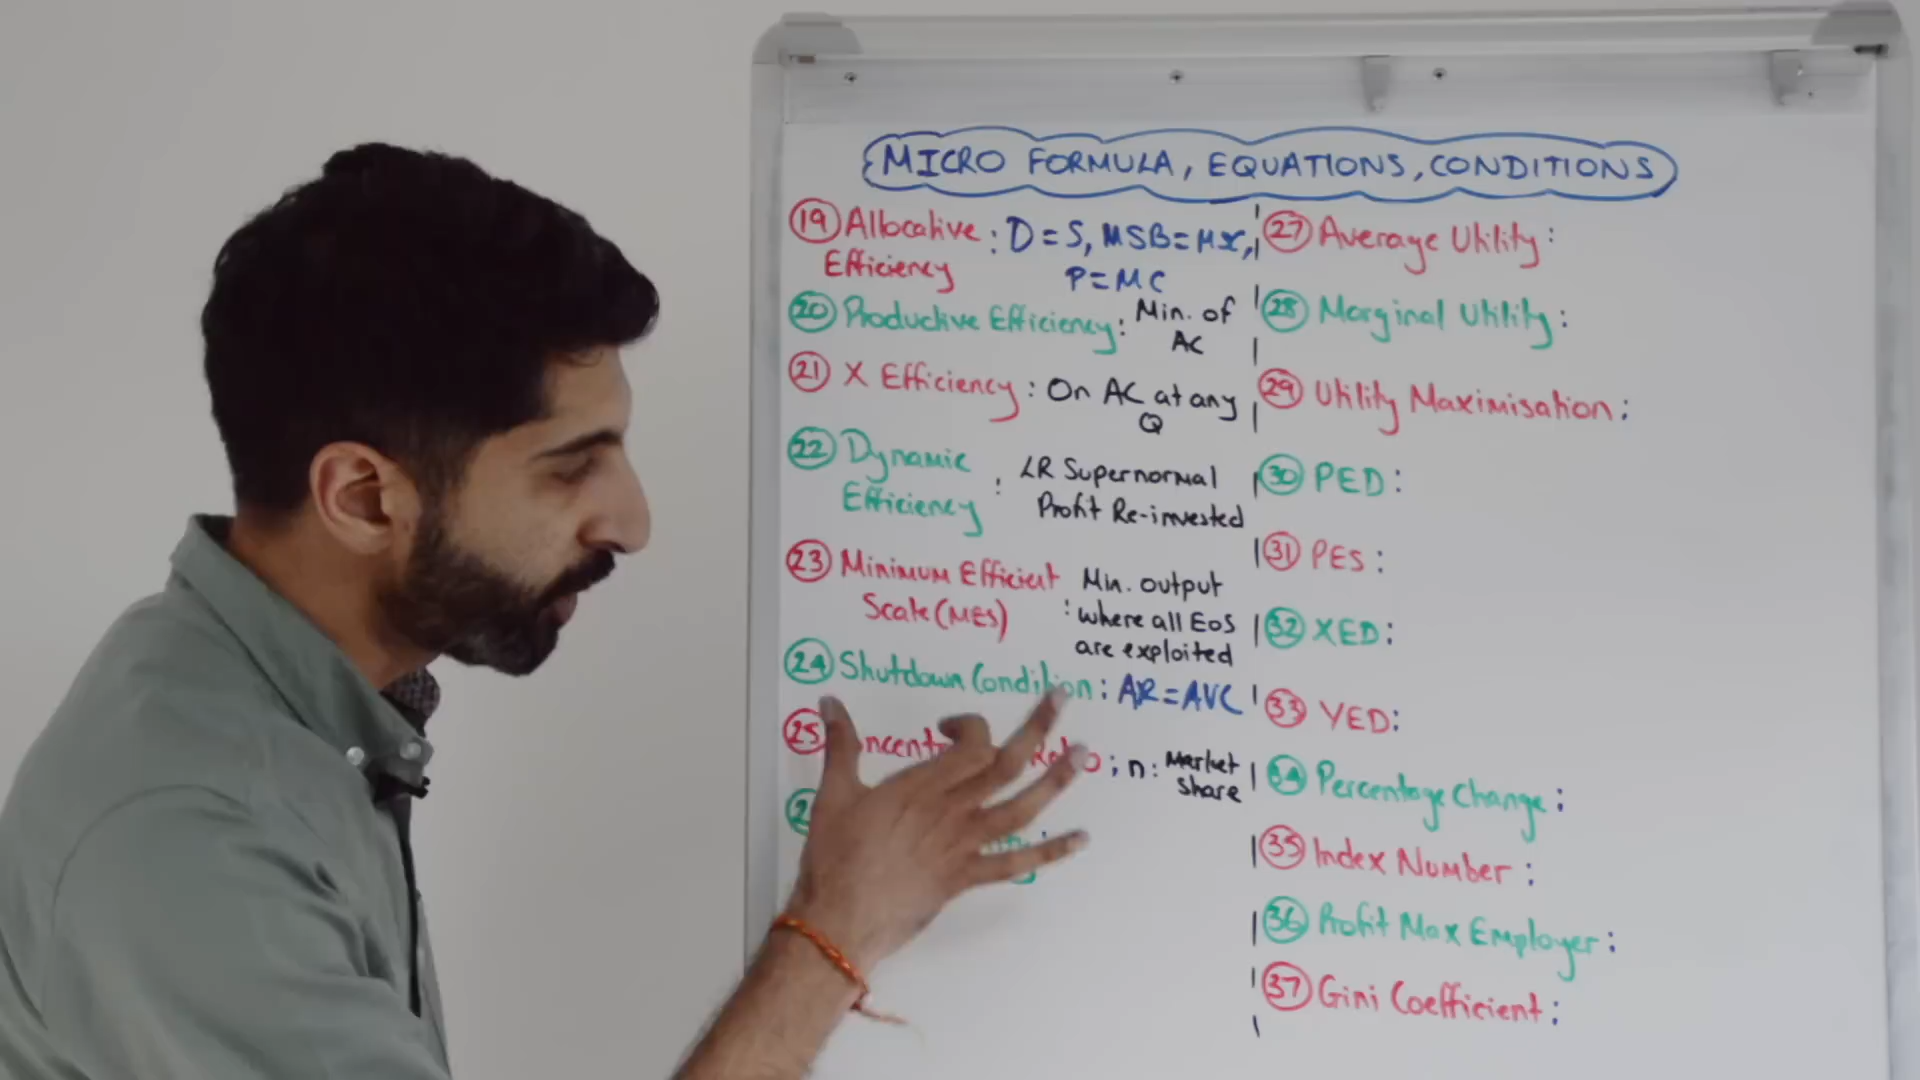 MICRO FORMULA, EQUATIONS, CONDITIONS
19 Allocative : D = S, MSB = MSC,
Efficiency P = MC
20 Productive Efficiency : Min. of
AC
21 X Efficiency : On AC at any
Q
22 Dynamic : LR Supernormal
Efficiency Profit Re-invested
23 Minimum Efficient Min. output
Scale (MES) : where all EoS
are exploited
24 Shutdown Condition : AR = AVC
25 : n : Market
share
27 Average Utility :
28 Marginal Utility :
29 Utility Maximisation :
30 PED :
31 PES :
32 XED :
33 YED :
34 Percentage Change :
35 Index Number :
36 Profit Max Employer :
37 Gini Coefficient :